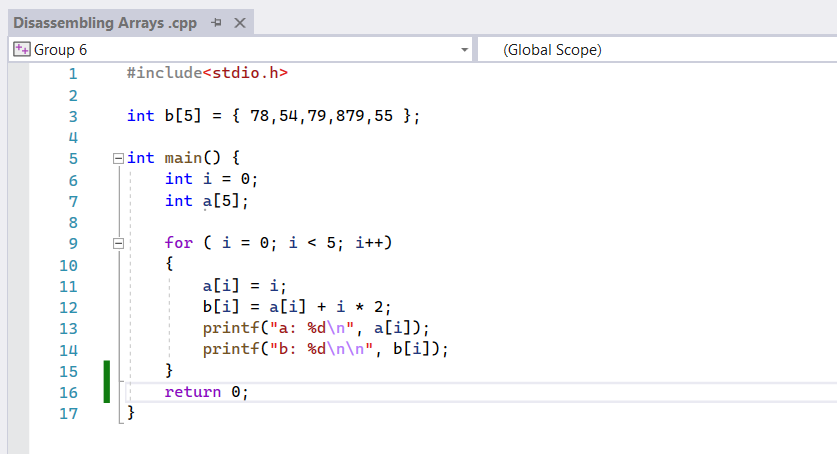 Disassembling Arrays .cpp
Group 6 (Global Scope)
1 #include<stdio.h>
2
3 int b[5] = { 78,54,79,879,55 };
4
5 int main() {
6     int i = 0;
7     int a[5];
8
9     for ( i = 0; i < 5; i++)
10     {
11         a[i] = i;
12         b[i] = a[i] + i * 2;
13         printf("a: %d\n", a[i]);
14         printf("b: %d\n\n", b[i]);
15     }
16     return 0;
17 }